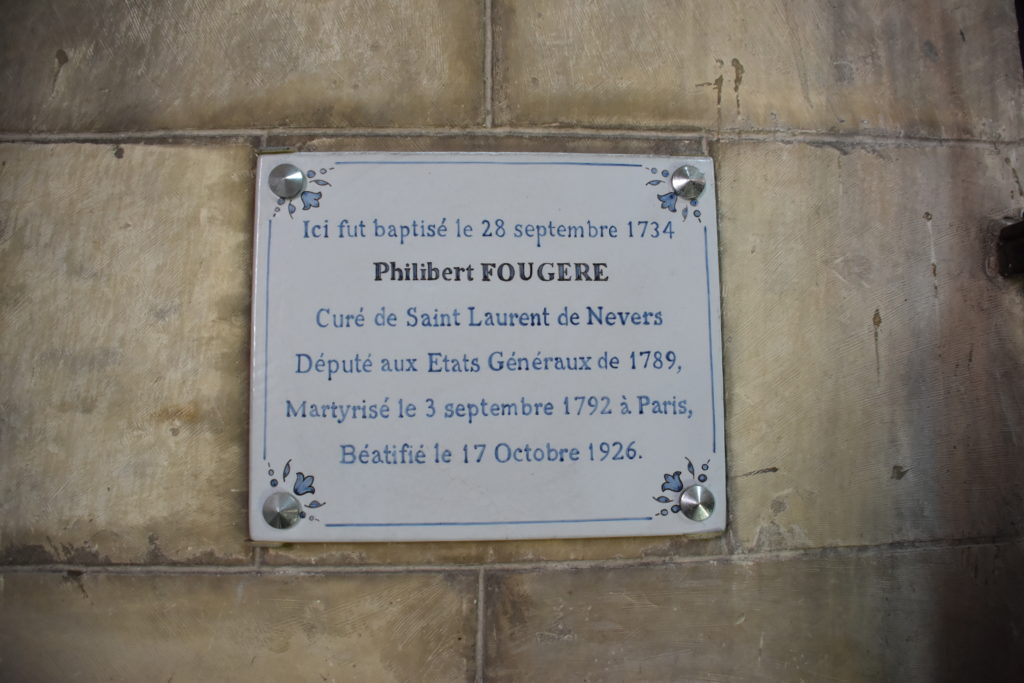 Ici fut baptisé le 28 septembre 1734
Philibert FOUGERE
Curé de Saint Laurent de Nevers
Député aux Etats Généraux de 1789,
Martyrisé le 3 septembre 1792 à Paris,
Béatifié le 17 Octobre 1926.